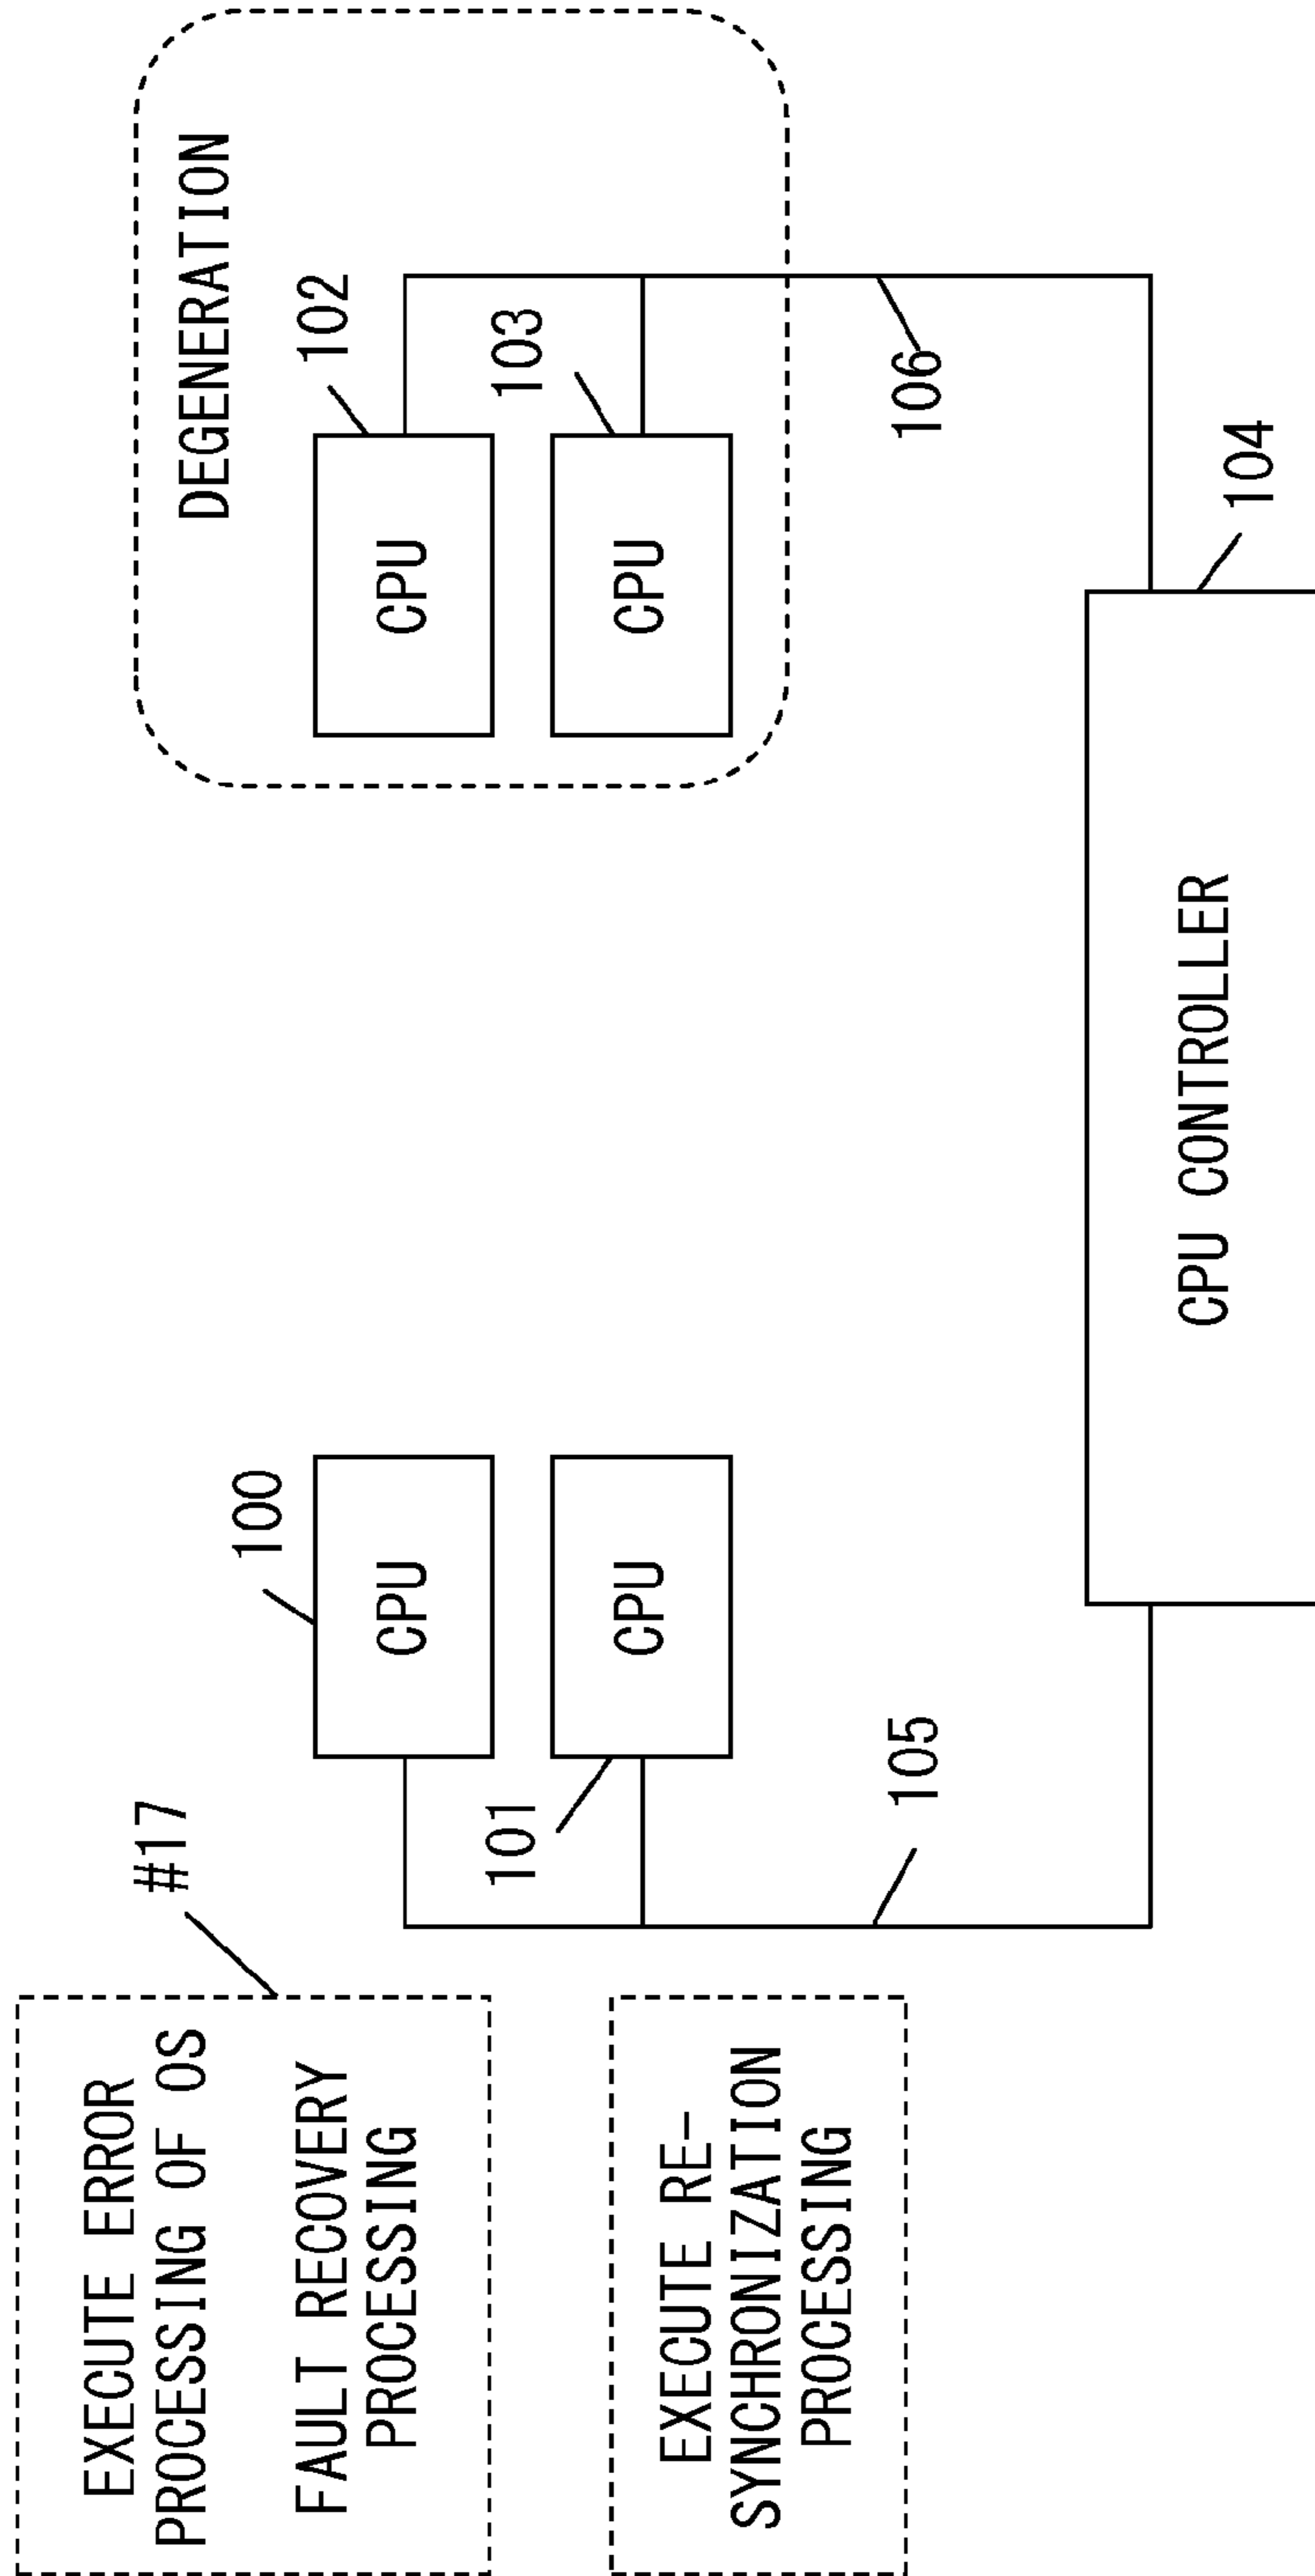 EXECUTE ERROR
PROCESSING OF OS
FAULT RECOVERY
PROCESSING
#17
EXECUTE RE-
SYNCHRONIZATION
PROCESSING
100
CPU
101
CPU
105
DEGENERATION
102
CPU
103
CPU
106
104
CPU CONTROLLER